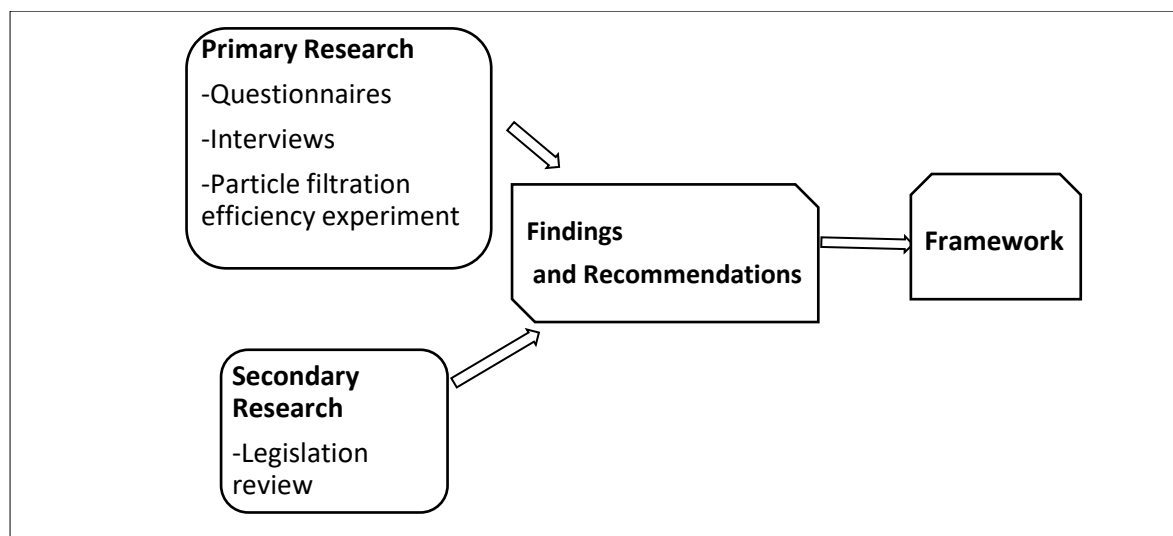 Primary Research
-Questionnaires
-Interviews
-Particle filtration
efficiency experiment
Secondary
Research
-Legislation
review
Findings
and Recommendations
Framework